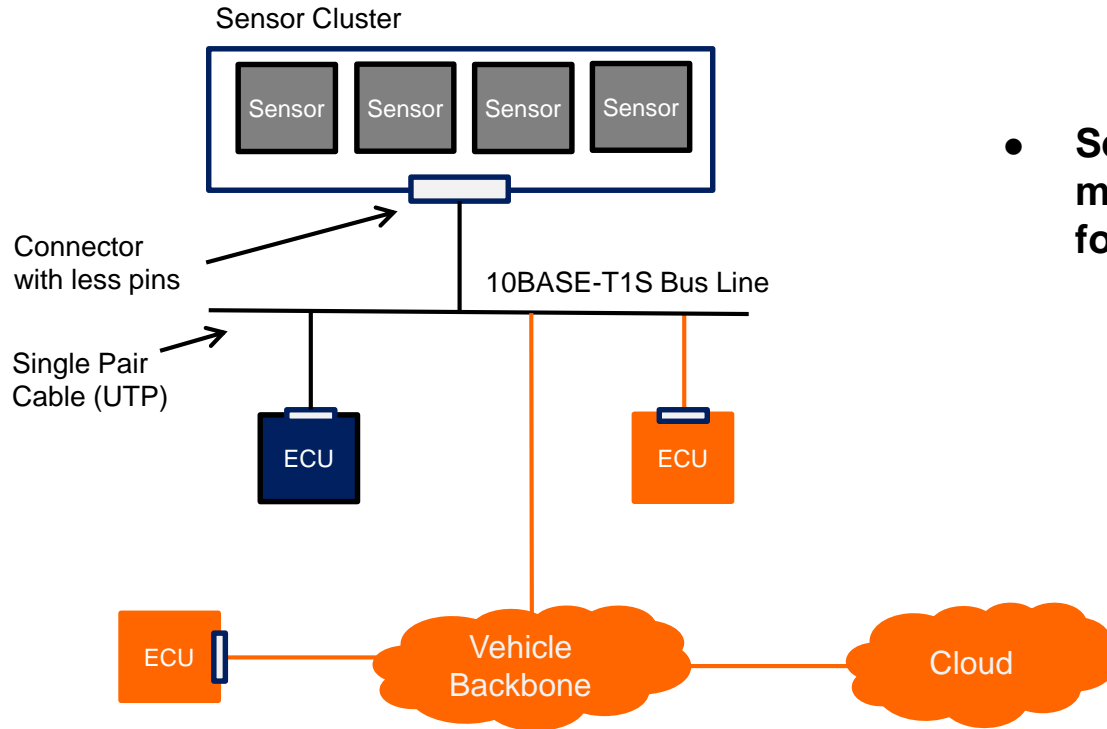 Sensor Cluster
Sensor Sensor Sensor Sensor
Connector
with less pins
10BASE-T1S Bus Line
Single Pair
Cable (UTP)
ECU
ECU
ECU
Vehicle
Backbone
Cloud